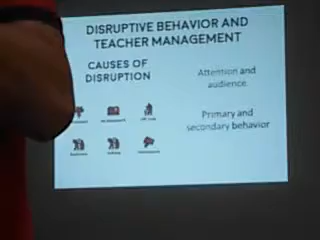 DISRUPTIVE BEHAVIOR AND
TEACHER MANAGEMENT
CAUSES OF
DISRUPTION
Attention and
audience
Primary and
secondary behavior